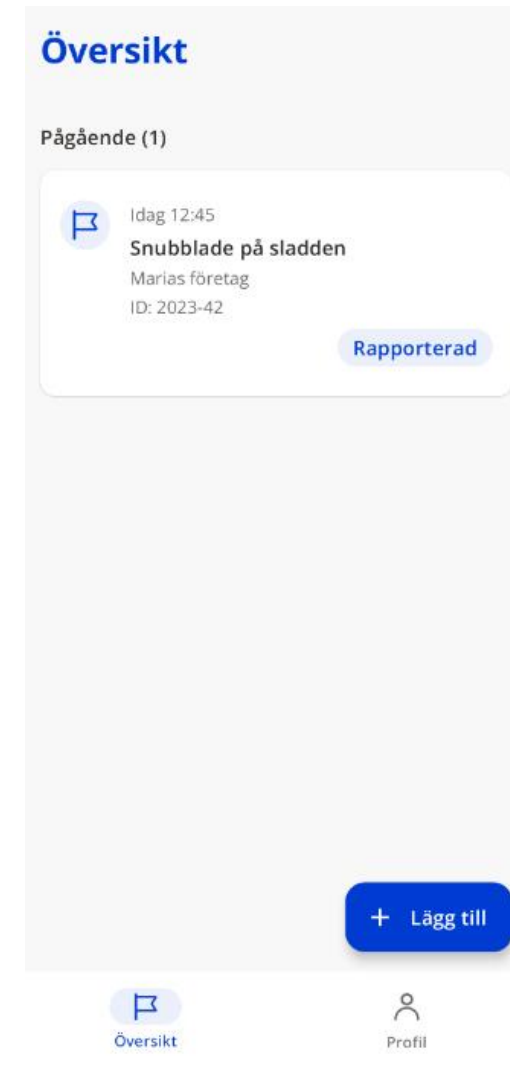 Översikt
Pågående (1)
Idag 12:45
Snubblade på sladden
Marias företag
ID: 2023-42
Rapporterad
+ Lägg till
Översikt
Profil